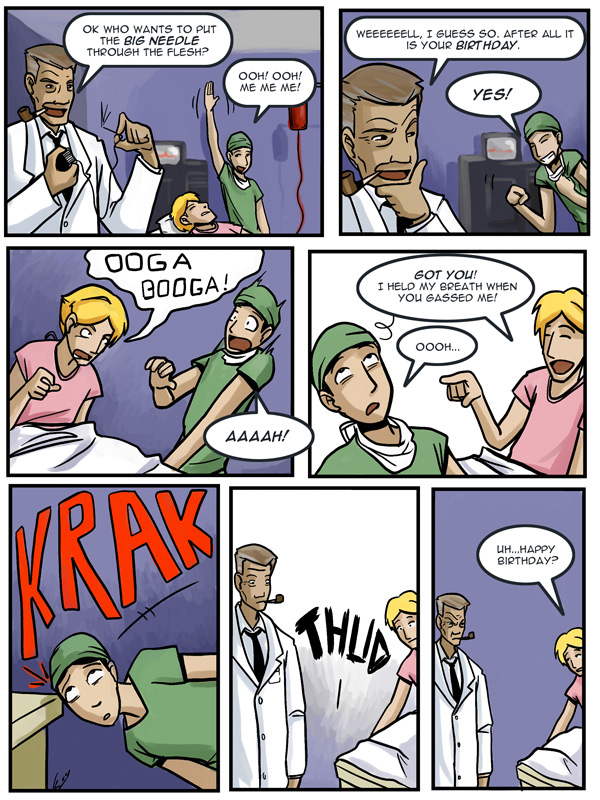 OK WHO WANTS TO PUT
THE BIG NEEDLE
THROUGH THE FLESH?
OOH! OOH!
ME ME ME!
WEEEEEELL, I GUESS SO. AFTER ALL IT
IS YOUR BIRTHDAY.
YES!
OOGA
BOOGA!
AAAAH!
GOT YOU!
I HELD MY BREATH WHEN
YOU GASSED ME!
OOOH...
KRAK
THUD
UH...HAPPY
BIRTHDAY?